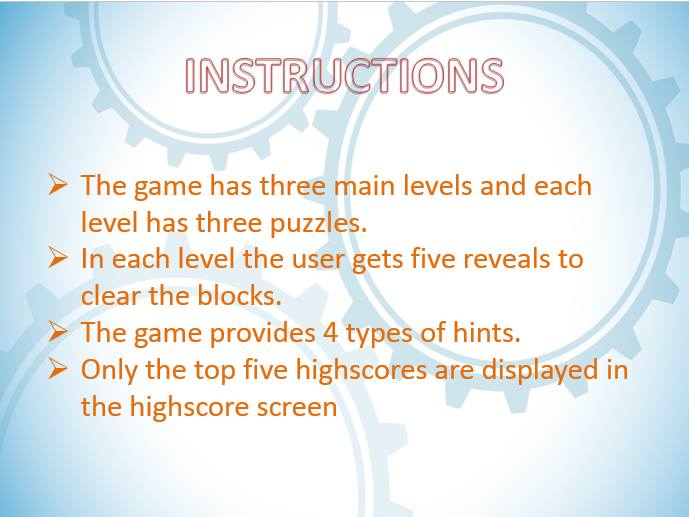 INSTRUCTIONS
➢ The game has three main levels and each
level has three puzzles.
➢ In each level the user gets five reveals to
clear the blocks.
➢ The game provides 4 types of hints.
➢ Only the top five highscores are displayed in
the highscore screen